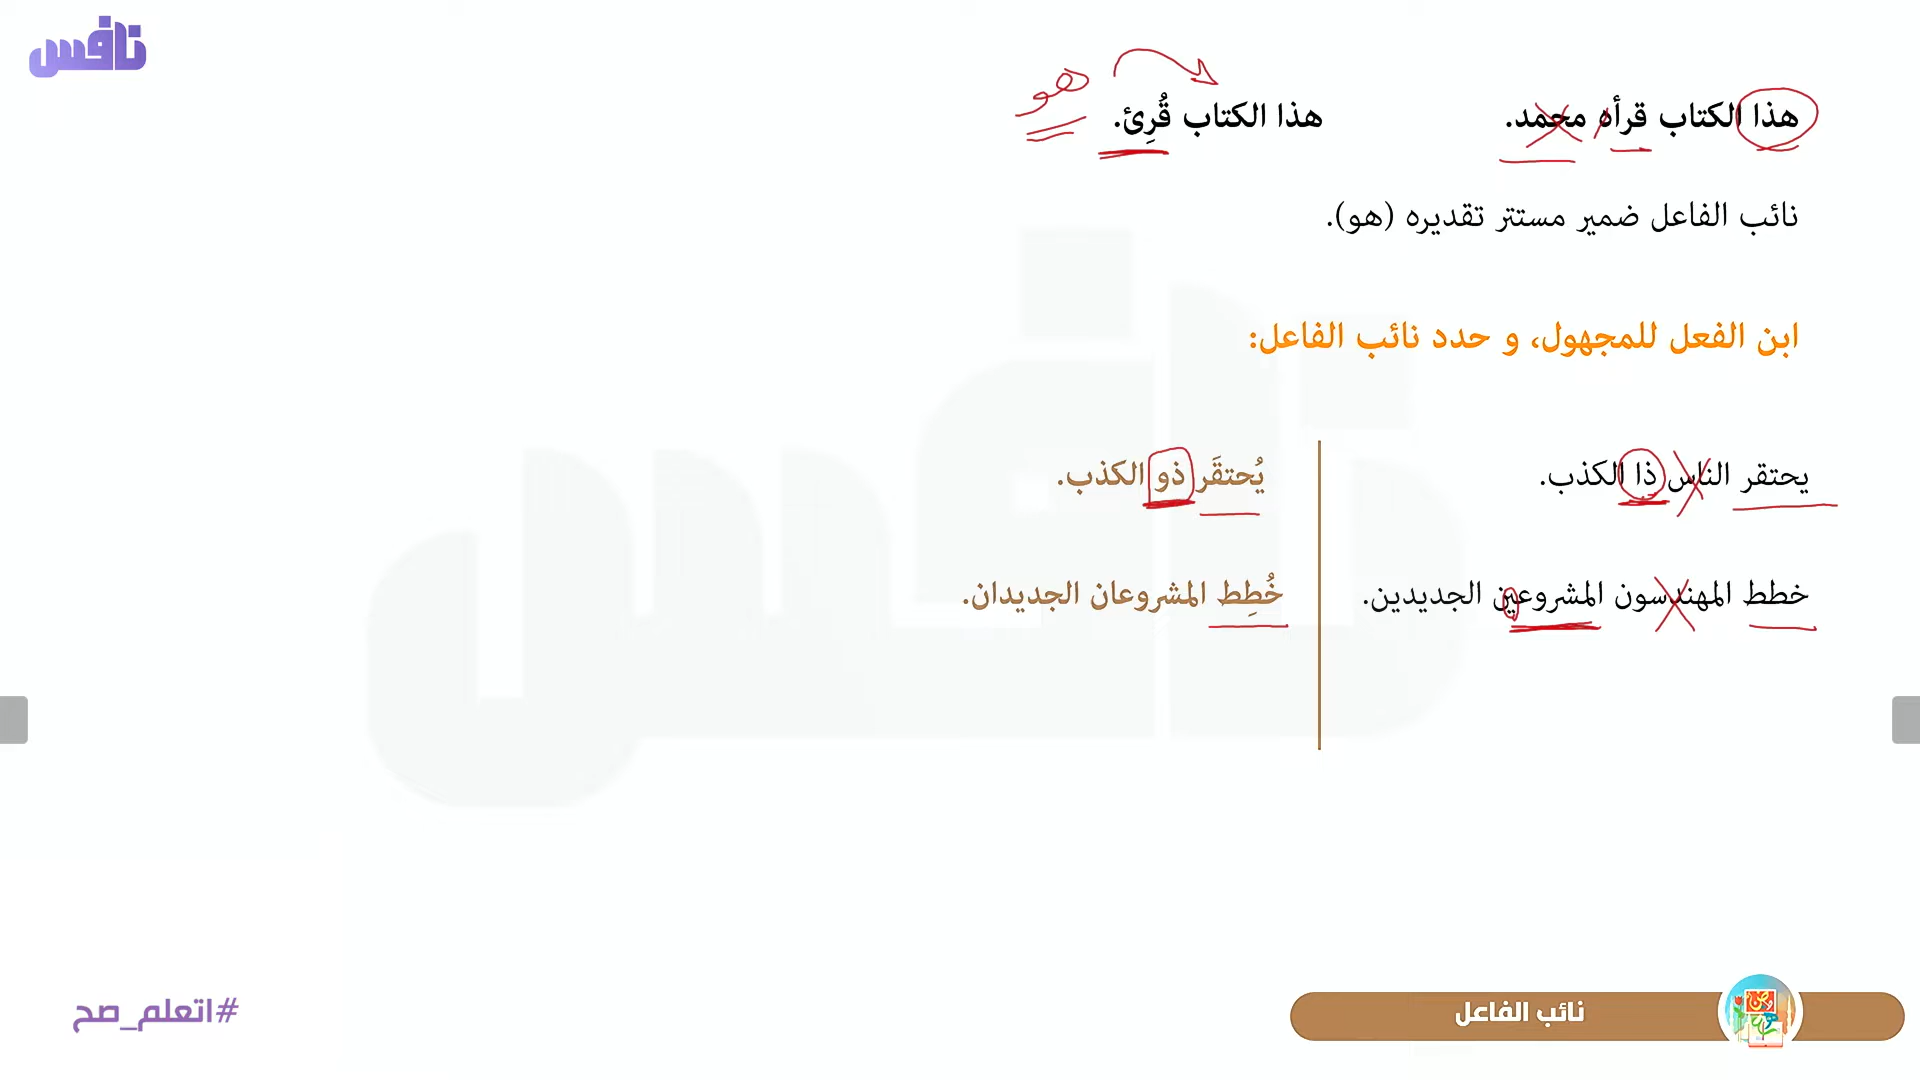 نافس
هو
هذا الكتاب قرأه محمد. هذا الكتاب قُرِئ.
نائب الفاعل ضمير مستتر تقديره (هو).
ابن الفعل للمجهول، و حدد نائب الفاعل:
يحتقر الناس ذا الكذب. يُحتقَر ذو الكذب.
خطط المهندسون المشروعين الجديدين. خُطِط المشروعان الجديدان.
نائب الفاعل
#اتعلم_صح